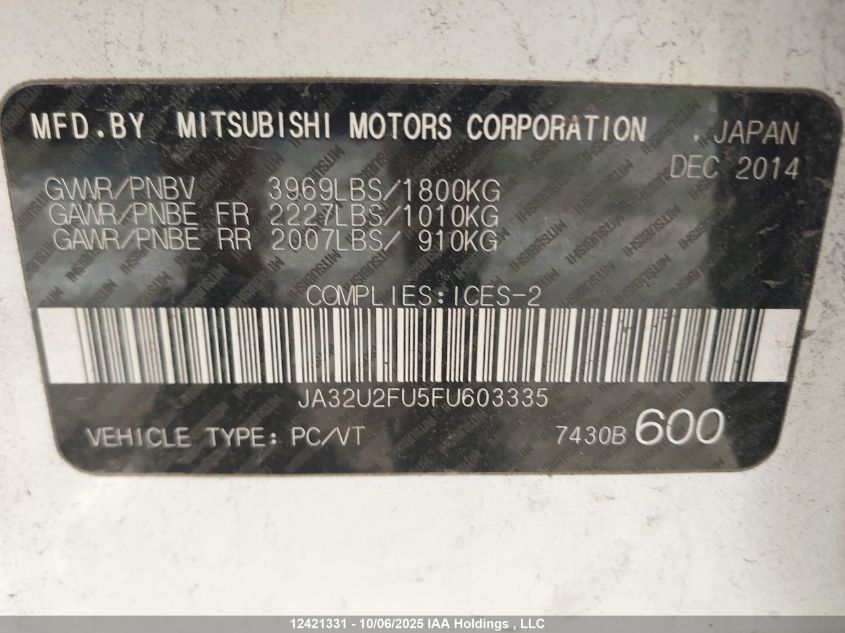 MFD.BY MITSUBISHI MOTORS CORPORATION , JAPAN
DEC 2014
GVWR/PNBV 3969LBS/1800KG
GAWR/PNBE FR 2227LBS/1010KG
GAWR/PNBE RR 2007LBS/ 910KG
COMPLIES:ICES-2
JA32U2FU5FU603335
VEHICLE TYPE: PC/VT 7430B 600
12421331 - 10/06/2025 IAA Holdings , LLC